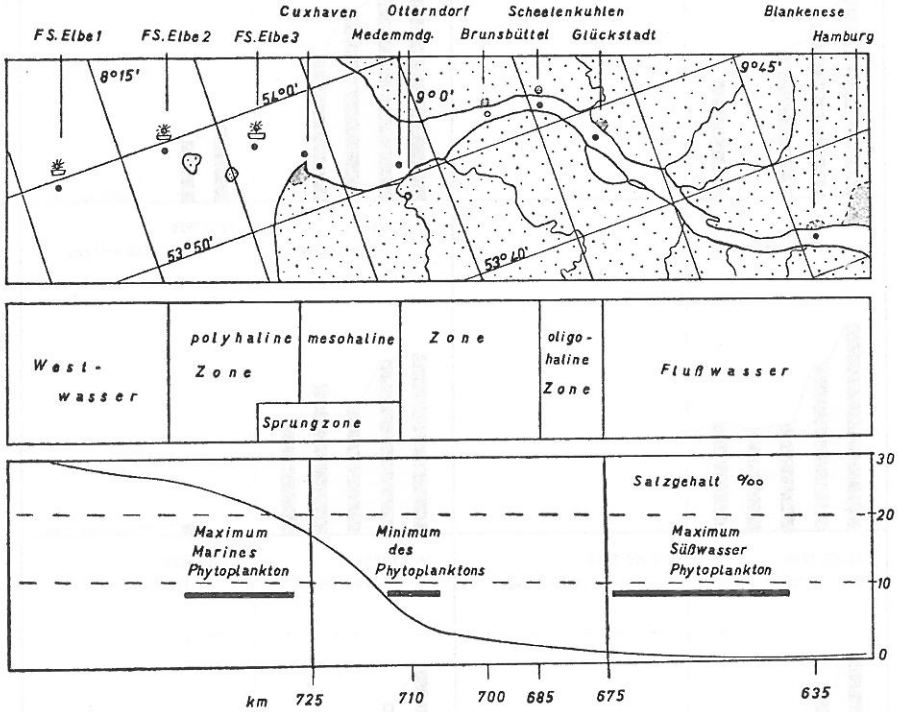 Cuxhaven Otterndorf Scheelenkuhlen Blankenese
FS.Elbe 1 FS.Elbe 2 FS.Elbe 3 Medemmdg. Brunsbüttel Glückstadt Hamburg
8°15' 54°0' 9°0' 9°45'
53°50' 53°40'
polyhaline mesohaline Zone oligo-
West- Zone haline Flußwasser
wasser Zone
Sprungzone
30
Salzgehalt ‰
20
Maximum Minimum Maximum
Marines des Süßwasser
Phytoplankton Phytoplanktons Phytoplankton
10
0
km 725 710 700 685 675 635